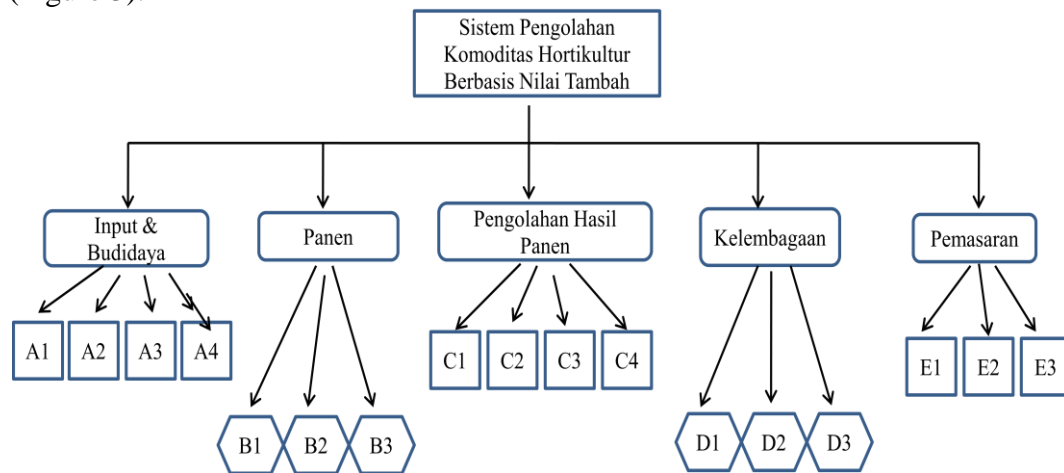 Sistem Pengolahan
Komoditas Hortikultur
Berbasis Nilai Tambah
Input &
Budidaya
Panen
Pengolahan Hasil
Panen
Kelembagaan
Pemasaran
A1
A2
A3
A4
C1
C2
C3
C4
E1
E2
E3
B1
B2
B3
D1
D2
D3